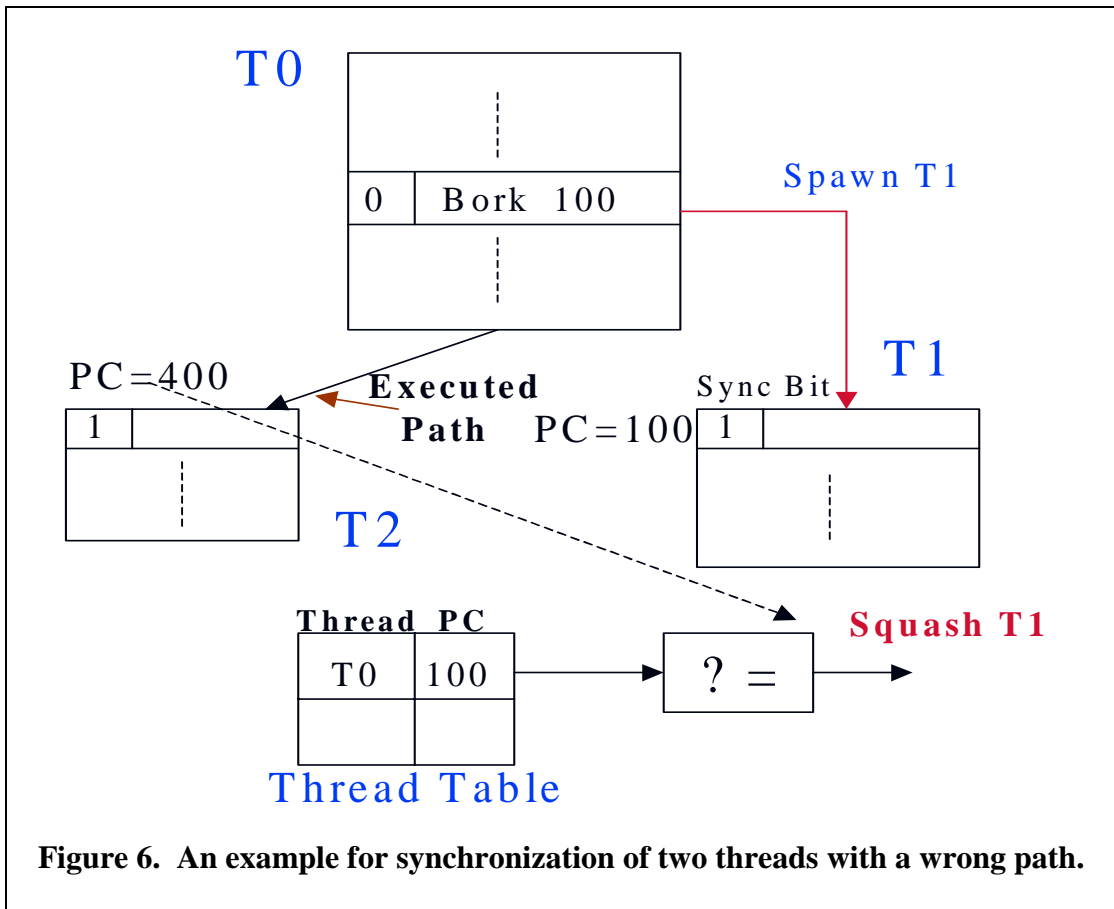 T0
0 Bork 100
Spawn T1
PC=400
Executed
Path
T1
Sync Bit
PC=100
1
1
T2
Thread PC
T0 100
? =
Squash T1
Thread Table
Figure 6. An example for synchronization of two threads with a wrong path.